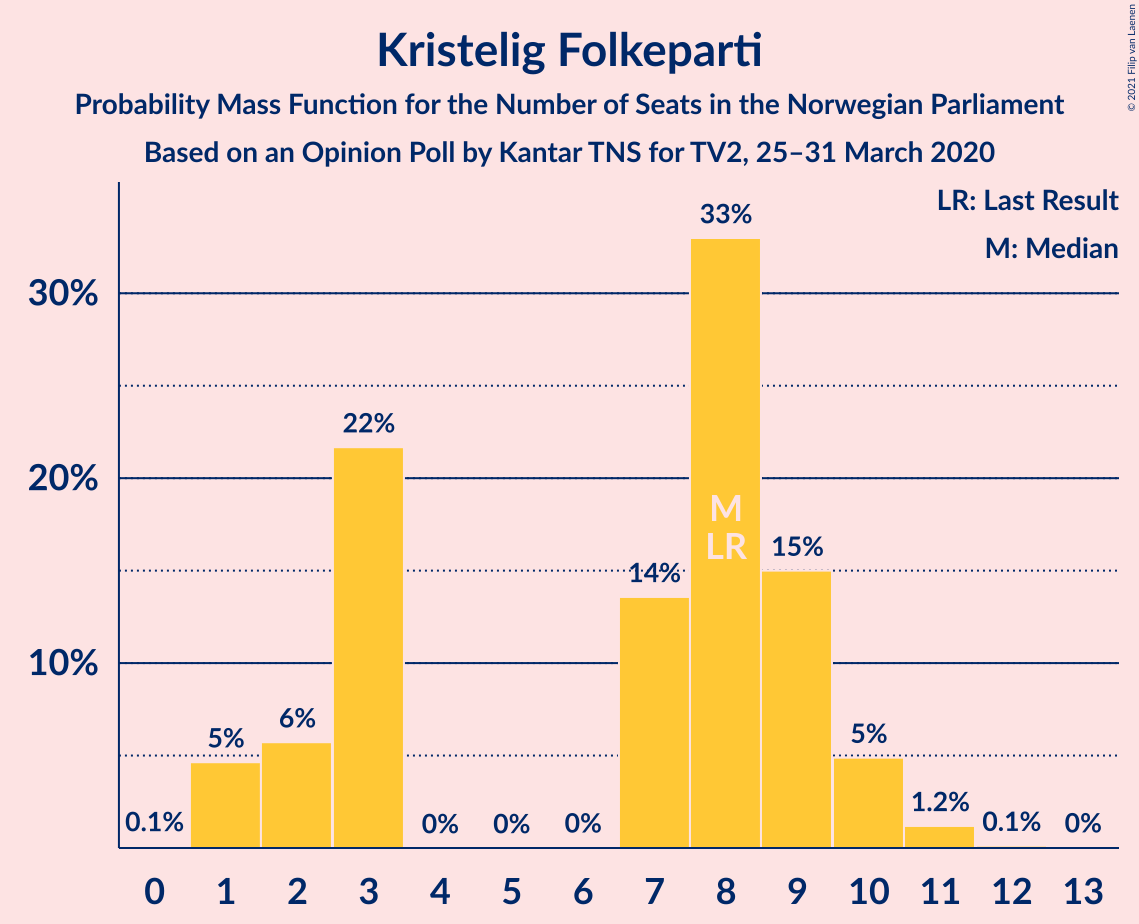 Kristelig Folkeparti
Probability Mass Function for the Number of Seats in the Norwegian Parliament
Based on an Opinion Poll by Kantar TNS for TV2, 25–31 March 2020
© 2021 Filip van Laenen
LR: Last Result
M: Median
33%
30%
22%
20%
M
LR
15%
14%
10%
6%
5%
5%
1.2%
0.1%
0%
0%
0%
0.1%
0%
0 1 2 3 4 5 6 7 8 9 10 11 12 13